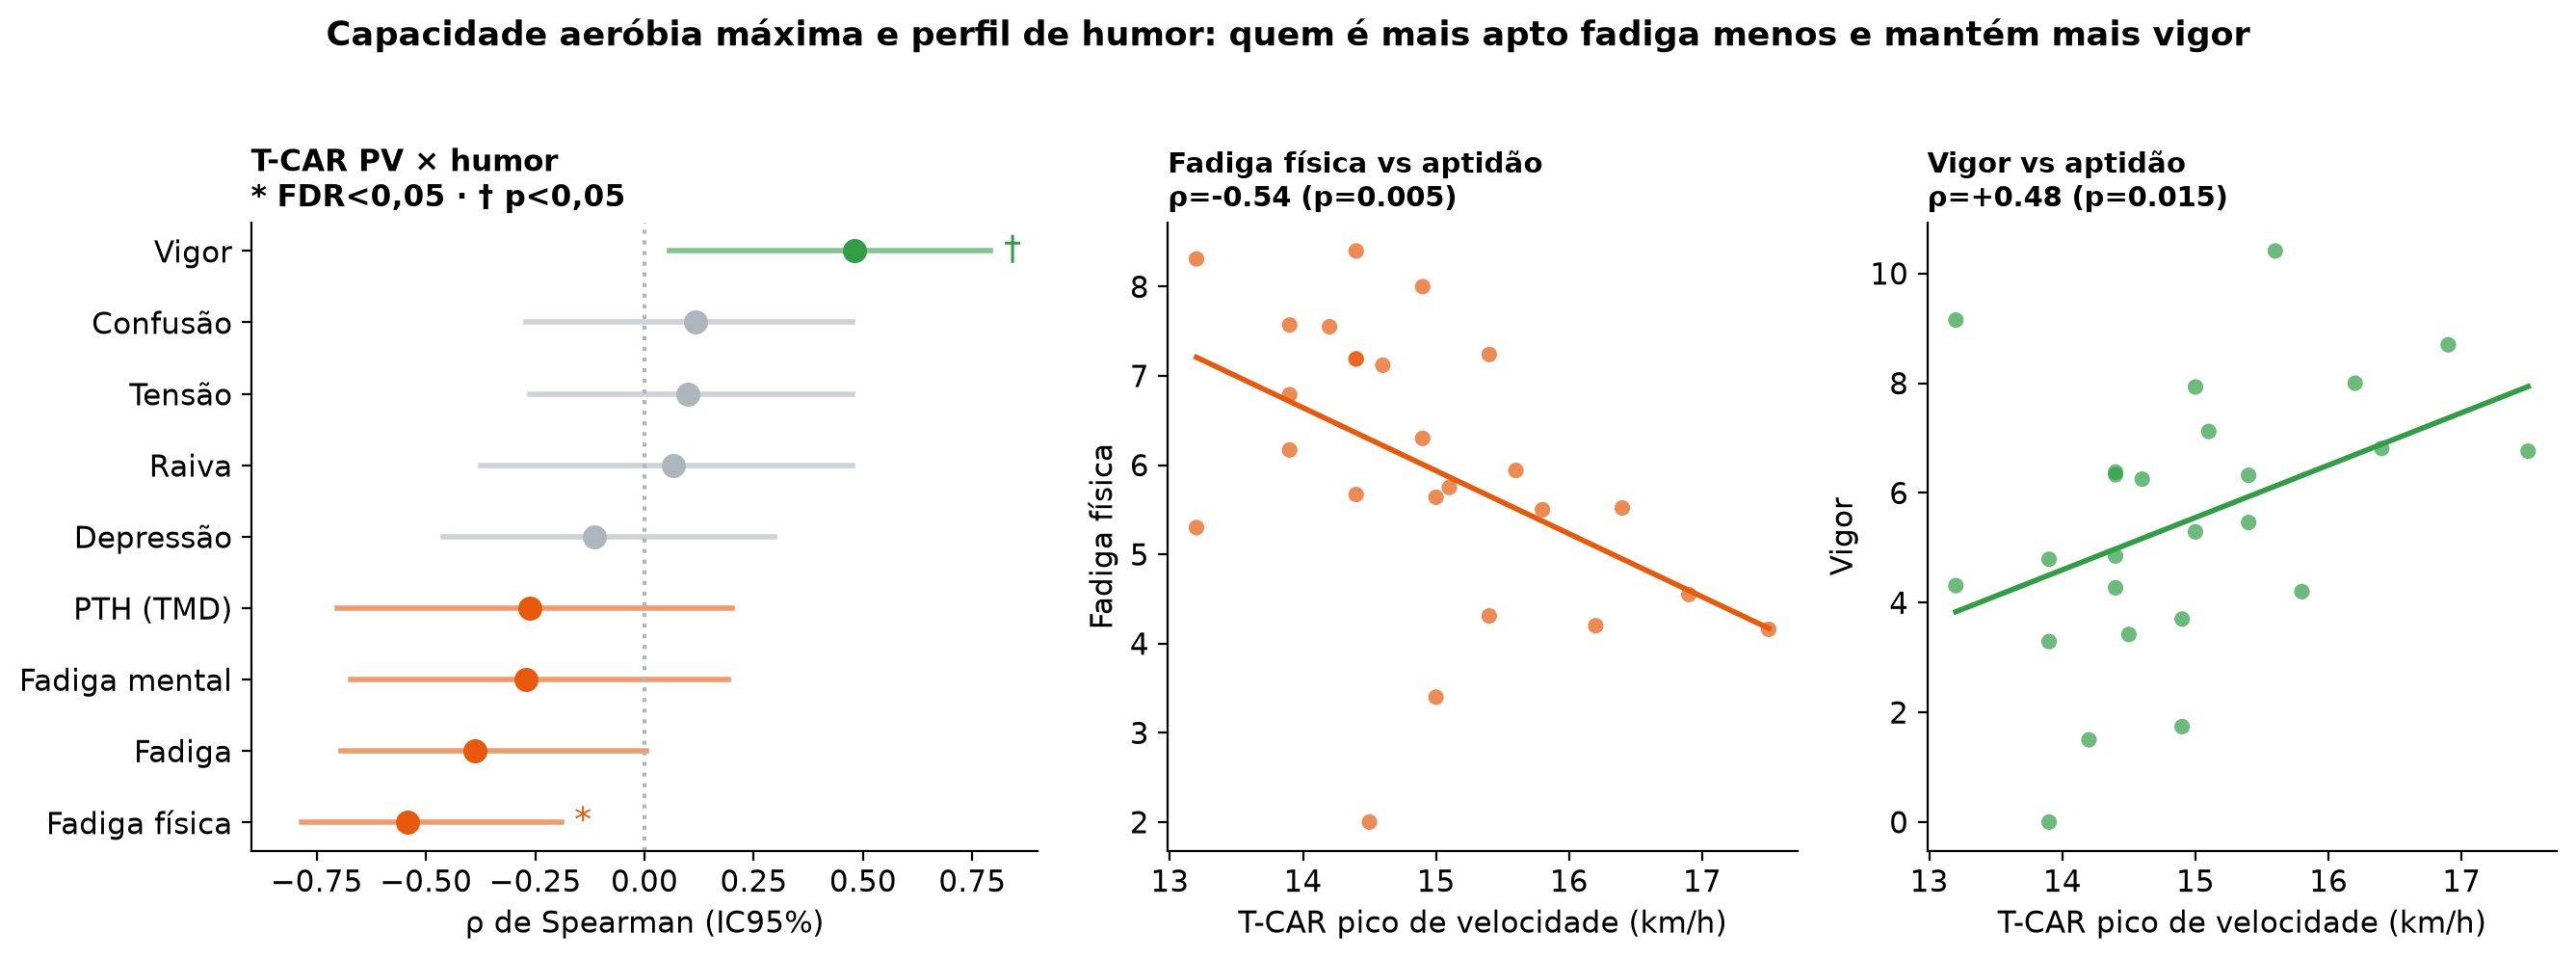 Capacidade aeróbia máxima e perfil de humor: quem é mais apto fadiga menos e mantém mais vigor
T-CAR PV × humor
* FDR<0,05 · † p<0,05
Vigor
†
Confusão
Tensão
Raiva
Depressão
PTH (TMD)
Fadiga mental
Fadiga
Fadiga física
*
−0.75 −0.50 −0.25 0.00 0.25 0.50 0.75
ρ de Spearman (IC95%)
Fadiga física vs aptidão
ρ=-0.54 (p=0.005)
Fadiga física
8
7
6
5
4
3
2
13 14 15 16 17
T-CAR pico de velocidade (km/h)
Vigor vs aptidão
ρ=+0.48 (p=0.015)
Vigor
10
8
6
4
2
0
13 14 15 16 17
T-CAR pico de velocidade (km/h)